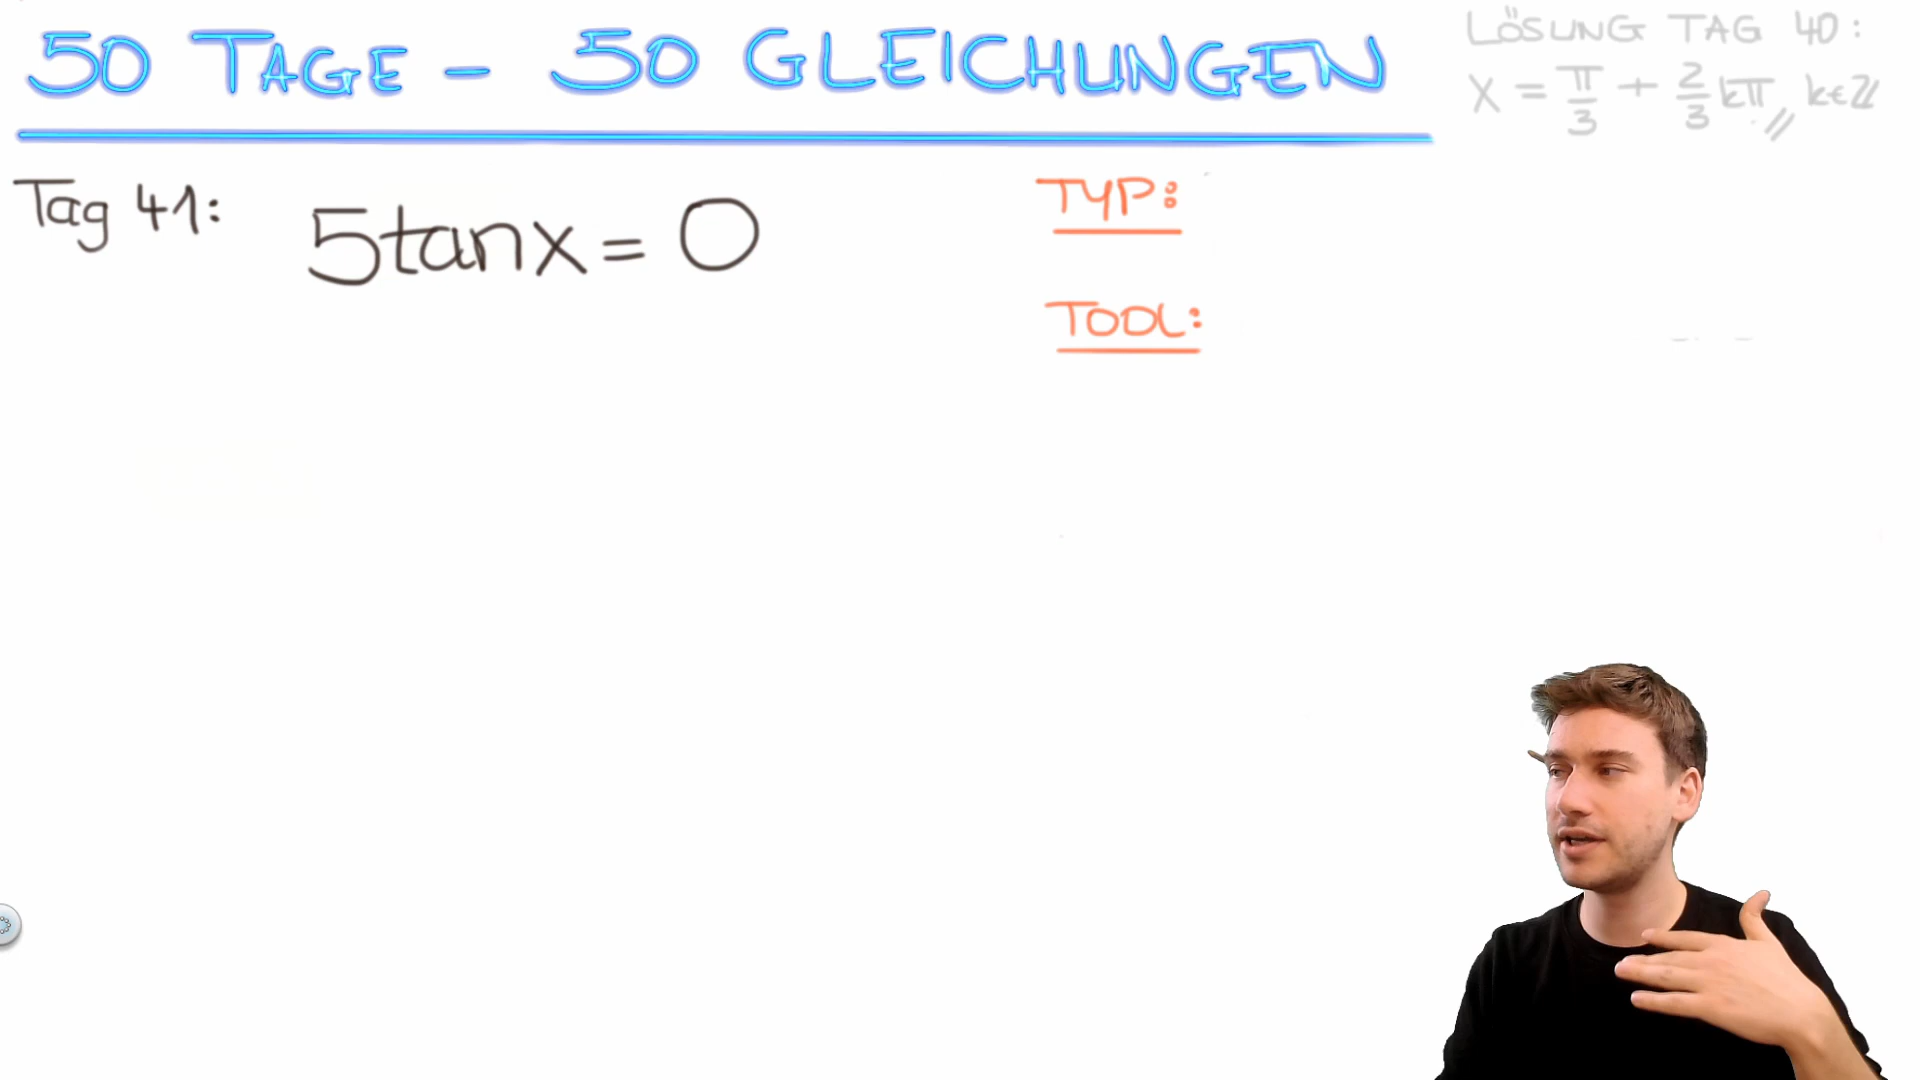 50 TAGE - 50 GLEICHUNGEN
LÖSUNG TAG 40:
x = π/3 + 2/3 kπ, k∈ℤ
Tag 41: 5tanx = 0
TYP:
TOOL: